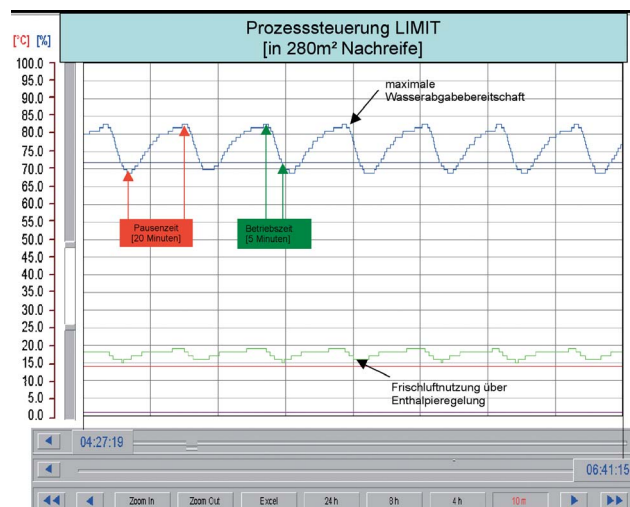 Prozesssteuerung LIMIT
[in 280m² Nachreife]
[°C] [%]
100.0
95.0
90.0
85.0
80.0
75.0
70.0
65.0
60.0
55.0
50.0
45.0
40.0
35.0
30.0
25.0
20.0
15.0
10.0
5.0
0.0
maximale
Wasserabgabebereitschaft
Pausenzeit
[20 Minuten]
Betriebszeit
[5 Minuten]
Frischluftnutzung über
Enthalpieregelung
04:27:19
06:41:15
Zoom In Zoom Out Excel 24 h 8 h 4 h 10 m